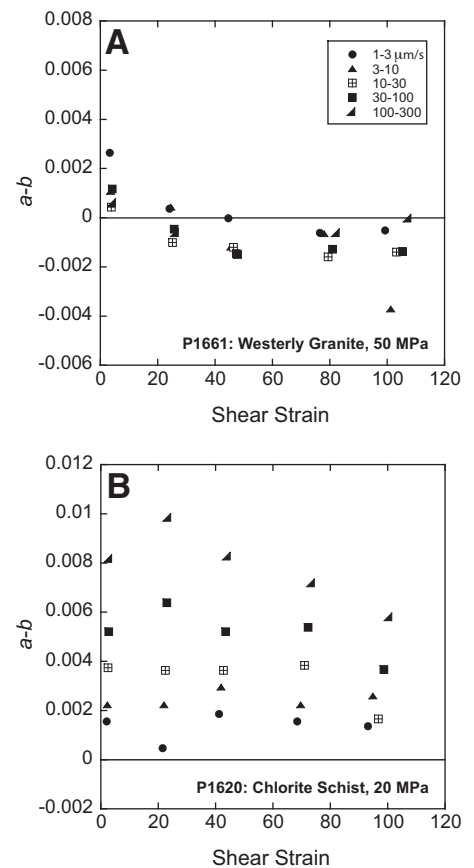 0.008
A
1-3 μm/s
3-10
10-30
30-100
100-300
0.006
0.004
0.002
0
-0.002
-0.004
-0.006
a-b
P1661: Westerly Granite, 50 MPa
0 20 40 60 80 100 120
Shear Strain
0.012
B
0.01
0.008
0.006
0.004
0.002
0
-0.002
a-b
P1620: Chlorite Schist, 20 MPa
0 20 40 60 80 100 120
Shear Strain